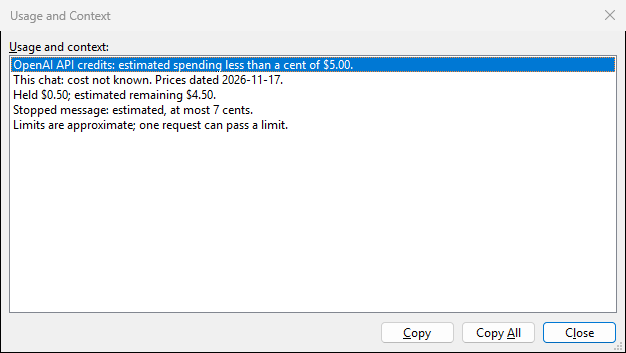 Usage and Context
Usage and context:
OpenAI API credits: estimated spending less than a cent of $5.00.
This chat: cost not known. Prices dated 2026-11-17.
Held $0.50; estimated remaining $4.50.
Stopped message: estimated, at most 7 cents.
Limits are approximate; one request can pass a limit.
Copy
Copy All
Close